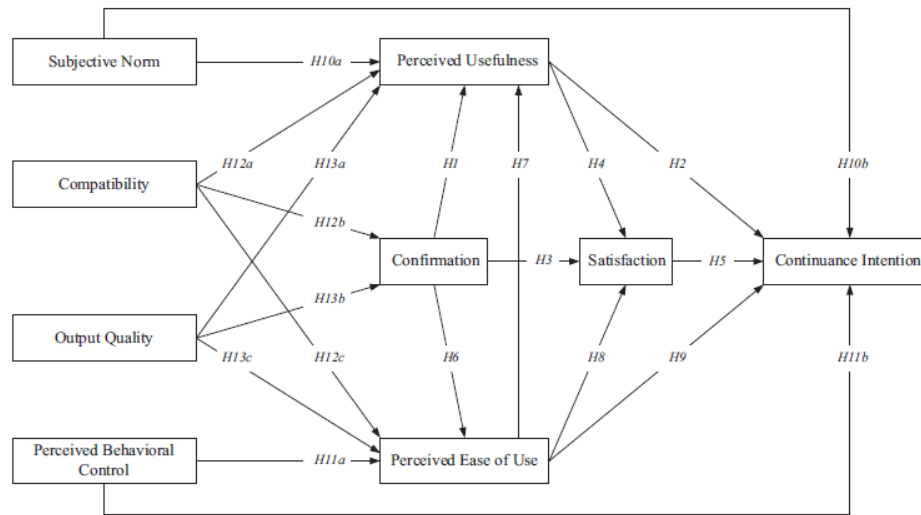 Subjective Norm
H10a
Perceived Usefulness
H12a
H13a
H1
H7
H4
H2
H10b
Compatibility
H12b
Confirmation
H3
Satisfaction
H5
Continuance Intention
H13b
Output Quality
H13c
H12c
H6
H8
H9
H11b
Perceived Behavioral
Control
H11a
Perceived Ease of Use